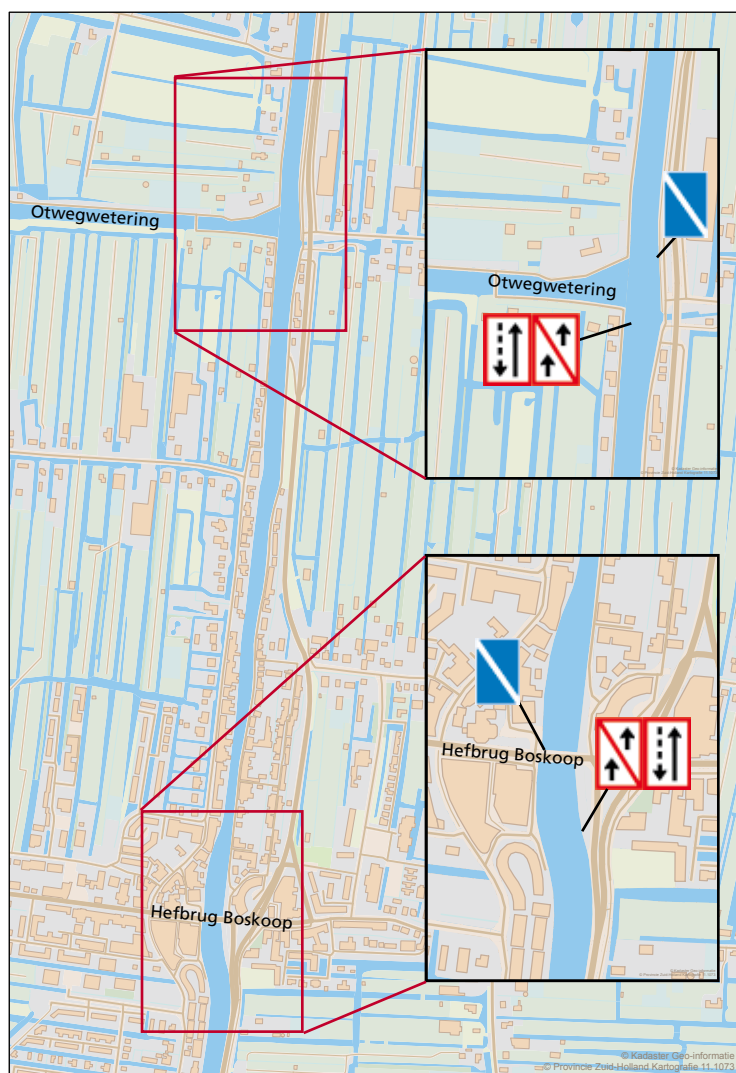 Otwegwetering
Otwegwetering
Hefbrug Boskoop
Hefbrug Boskoop
© Kadaster Geo-informatie
© Provincie Zuid-Holland Kartografie 11.1073